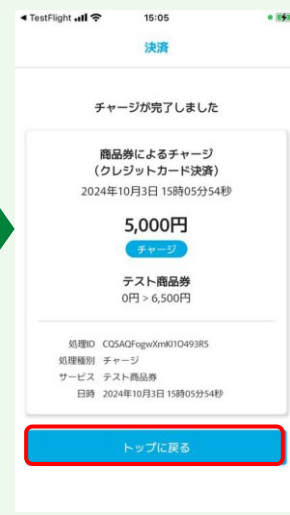 TestFlight 15:05
決済
チャージが完了しました
商品券によるチャージ
(クレジットカード決済)
2024年10月3日 15時05分54秒
5,000円
チャージ
テスト商品券
0円 > 6,500円
処理ID CQSAQFogwXmKI1O493R5
処理種別 チャージ
サービス テスト商品券
日時 2024年10月3日 15時05分54秒
トップに戻る